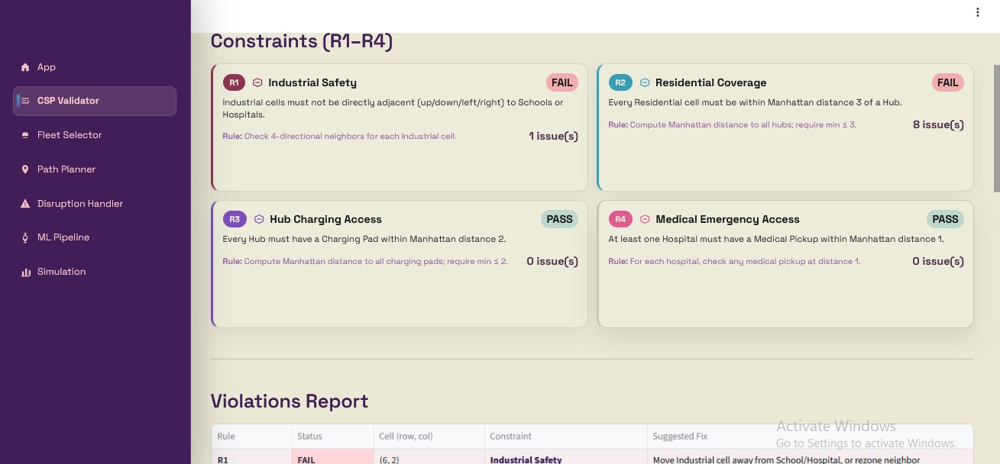 Constraints (R1–R4)
App
CSP Validator
Fleet Selector
Path Planner
Disruption Handler
ML Pipeline
Simulation
R1 Industrial Safety FAIL
Industrial cells must not be directly adjacent (up/down/left/right) to Schools or
Hospitals.
Rule: Check 4-directional neighbors for each Industrial cell. 1 issue(s)
R2 Residential Coverage FAIL
Every Residential cell must be within Manhattan distance 3 of a Hub.
Rule: Compute Manhattan distance to all hubs; require min ≤ 3. 8 issue(s)
R3 Hub Charging Access PASS
Every Hub must have a Charging Pad within Manhattan distance 2.
Rule: Compute Manhattan distance to all charging pads; require min ≤ 2. 0 issue(s)
R4 Medical Emergency Access PASS
At least one Hospital must have a Medical Pickup within Manhattan distance 1.
Rule: For each hospital, check any medical pickup at distance 1. 0 issue(s)
Violations Report
Rule Status Cell (row, col) Constraint Suggested Fix
R1 FAIL (6, 2) Industrial Safety Move Industrial cell away from School/Hospital, or rezone neighbor
Activate Windows
Go to Settings to activate Windows.